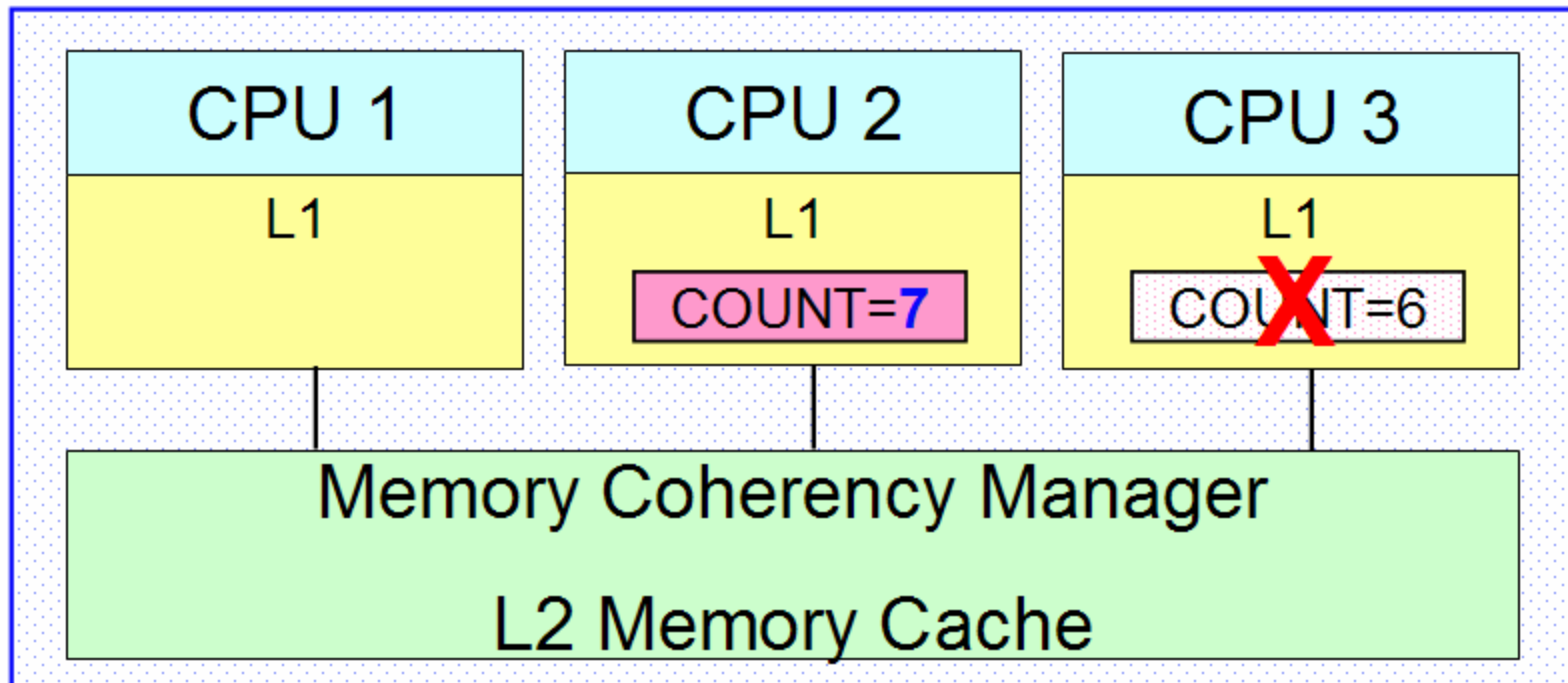 CPU 1
CPU 2
CPU 3
L1
L1
L1
COUNT=7
COUNT=6
X
Memory Coherency Manager
L2 Memory Cache